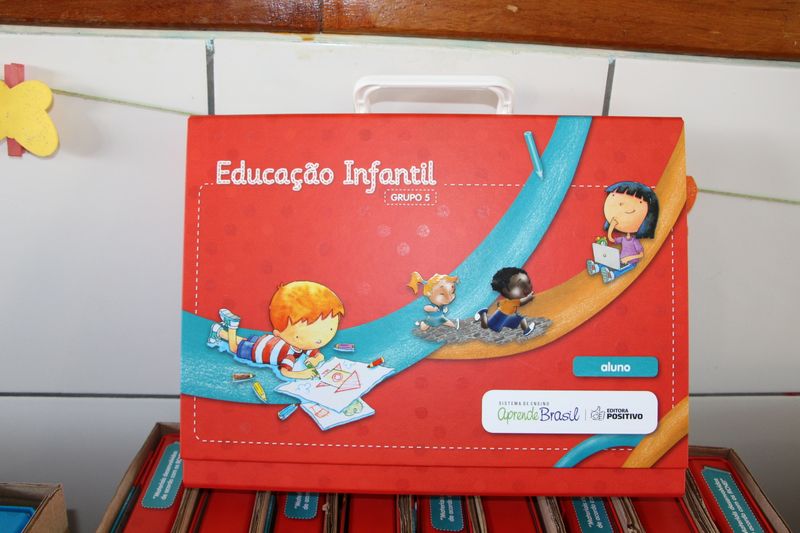 Educação Infantil
GRUPO 5
aluno
SISTEMA DE ENSINO
Aprende Brasil
EDITORA
POSITIVO